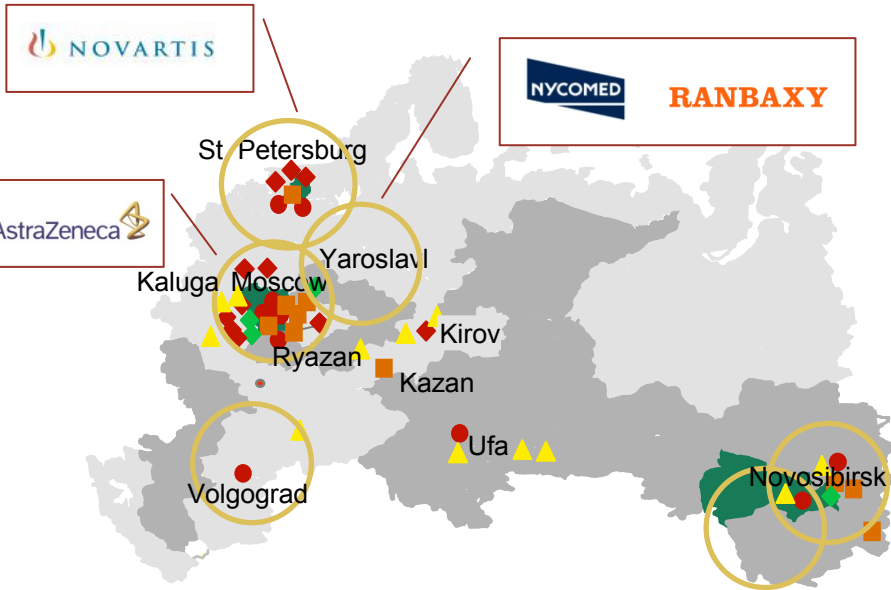 NOVARTIS
NYCOMED
RANBAXY
St. Petersburg
AstraZeneca
Yaroslavl
Kaluga Moscow
Kirov
Ryazan
Kazan
Ufa
Novosibirsk
Volgograd